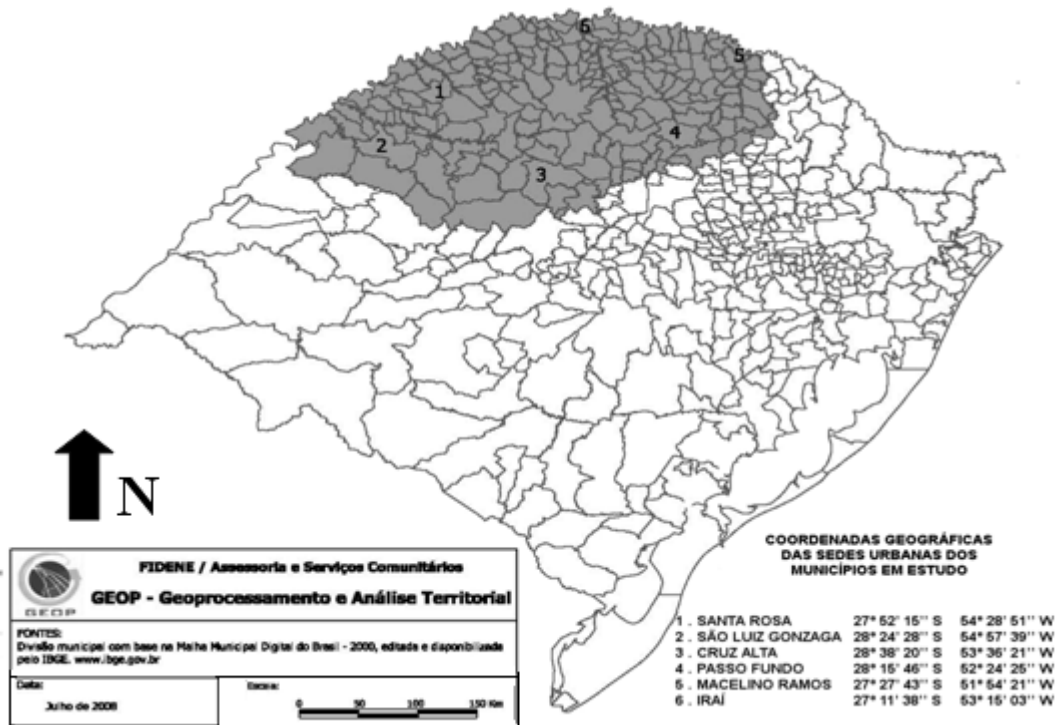 6
5
1
4
2
3
N
COORDENADAS GEOGRÁFICAS
DAS SEDES URBANAS DOS
MUNICÍPIOS EM ESTUDO
1 . SANTA ROSA 27° 52' 15'' S 54° 28' 51'' W
2 . SÃO LUIZ GONZAGA 28° 24' 28'' S 54° 57' 39'' W
3 . CRUZ ALTA 28° 38' 20'' S 53° 36' 21'' W
4 . PASSO FUNDO 28° 15' 46'' S 52° 24' 25'' W
5 . MACELINO RAMOS 27° 27' 43'' S 51° 54' 21'' W
6 . IRAÍ 27° 11' 38'' S 53° 15' 03'' W
GEOP
FIDENE / Assessoria e Serviços Comunitários
GEOP - Geoprocessamento e Análise Territorial
FONTES:
Divisão municipal com base na Malha Municipal Digital do Brasil - 2000, editada e disponibilizada
pelo IBGE. www.ibge.gov.br
Data:
Julho de 2008
Escala:
0 50 100 150 Km